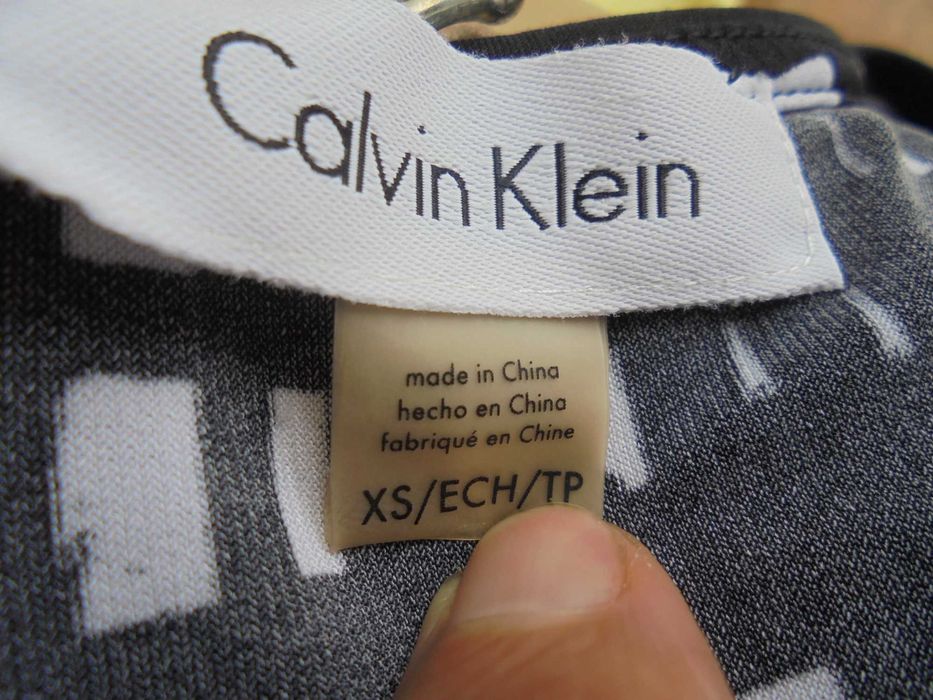 Calvin Klein
made in China
hecho en China
fabriqué en Chine
XS/ECH/TP